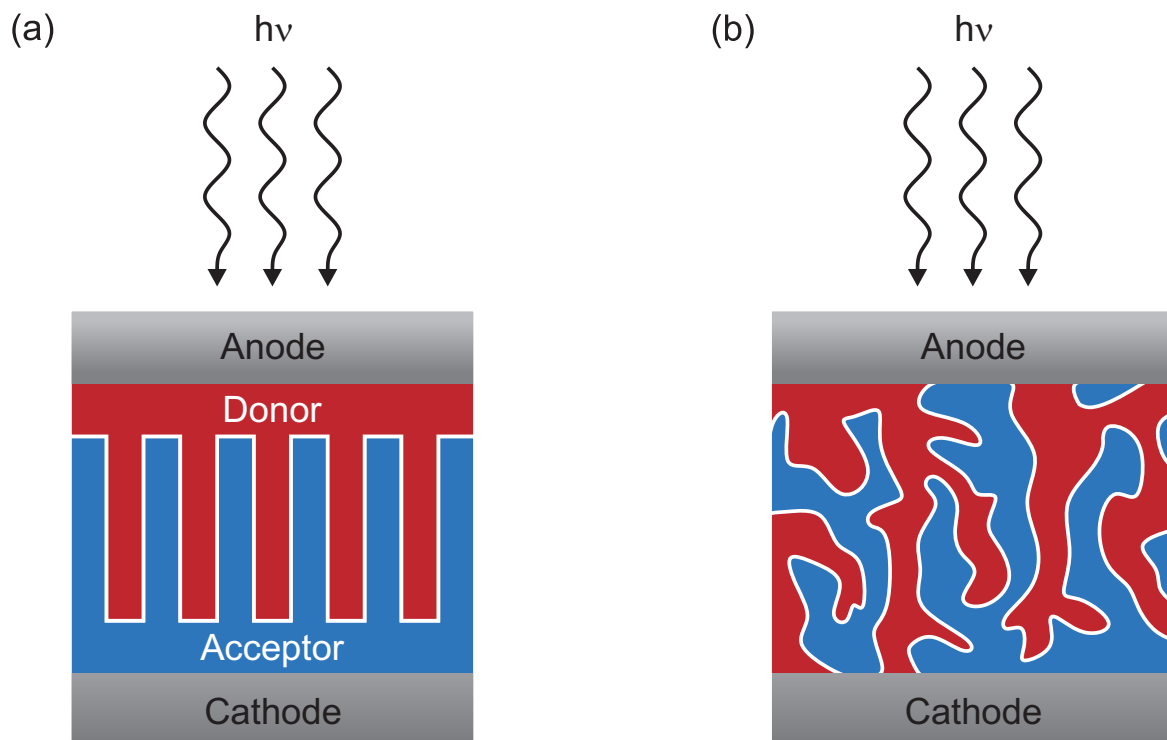 (a)
hν
Anode
Donor
Acceptor
Cathode
(b)
hν
Anode
Cathode